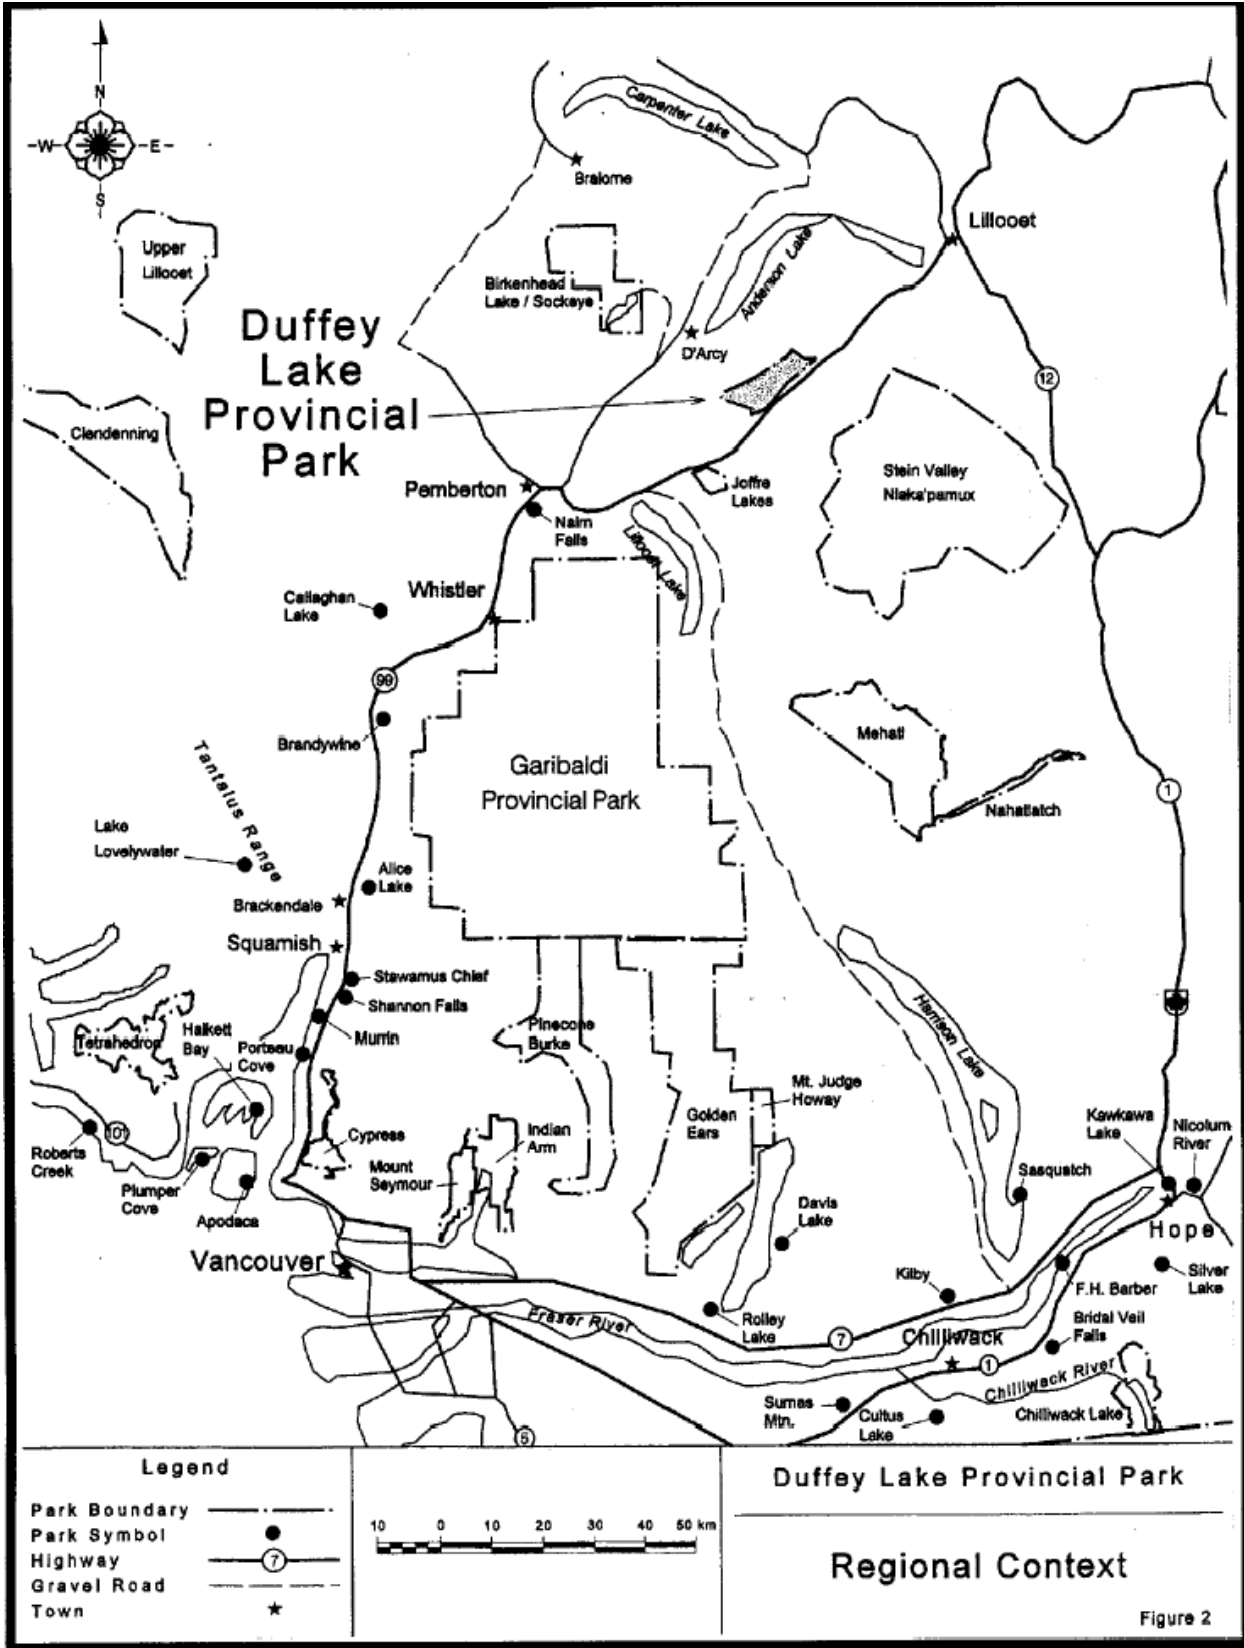 N
W
E
S
Carpenter Lake
Bralorne
Lillooet
Upper
Lillooet
Anderson Lake
Birkenhead
Lake / Sockeye
D'Arcy
Duffey
Lake
Provincial
Park
12
Clendenning
Stein Valley
Nlaka'pamux
Pemberton
Joffre
Lakes
Nairn
Falls
Lillooet Lake
Whistler
Callaghan
Lake
99
Brandywine
Mehatl
Garibaldi
Provincial Park
Nahatlatch
1
Tantalus Range
Lake
Lovelywater
Alice
Lake
Brackendale
Squamish
Stawamus Chief
Shannon Falls
Murrin
Harrison Lake
Tetrahedron
Halkett
Bay
Porteau
Cove
Pinecone
Burke
Mt. Judge
Howay
Golden
Ears
Kawkawa
Lake
Nicolum
River
101
Roberts
Creek
Cypress
Indian
Arm
Mount
Seymour
Plumper
Cove
Apodaca
Sasquatch
Davis
Lake
Hope
Vancouver
Kilby
F.H. Barber
Silver
Lake
Fraser River
Rolley
Lake
7
Chilliwack
Bridal Veil
Falls
1
Chilliwack River
Sumas
Mtn.
Cultus
Lake
Chilliwack Lake
5
Legend
Park Boundary
Park Symbol
Highway
7
Gravel Road
Town
10 0 10 20 30 40 50 km
Duffey Lake Provincial Park
Regional Context
Figure 2